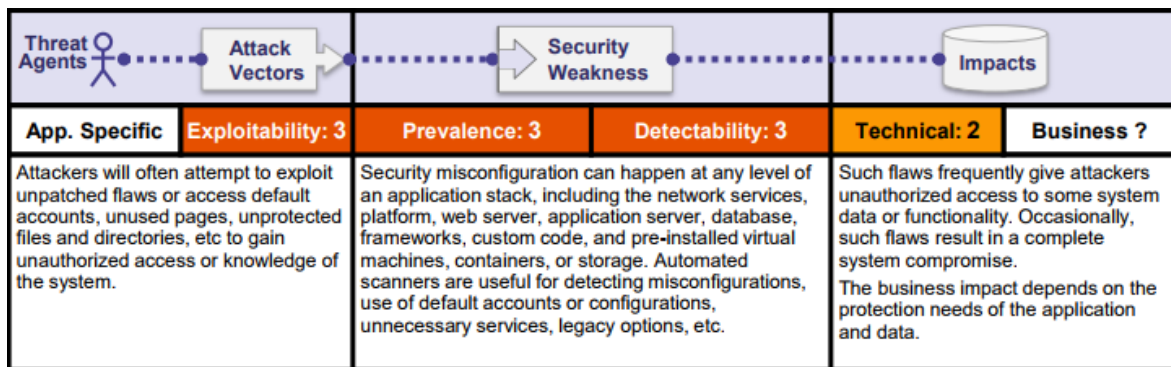 Threat
Agents
Attack
Vectors
Security
Weakness
Impacts
App. Specific
Exploitability: 3
Prevalence: 3
Detectability: 3
Technical: 2
Business ?
Attackers will often attempt to exploit
unpatched flaws or access default
accounts, unused pages, unprotected
files and directories, etc to gain
unauthorized access or knowledge of
the system.
Security misconfiguration can happen at any level of
an application stack, including the network services,
platform, web server, application server, database,
frameworks, custom code, and pre-installed virtual
machines, containers, or storage. Automated
scanners are useful for detecting misconfigurations,
use of default accounts or configurations,
unnecessary services, legacy options, etc.
Such flaws frequently give attackers
unauthorized access to some system
data or functionality. Occasionally,
such flaws result in a complete
system compromise.
The business impact depends on the
protection needs of the application
and data.